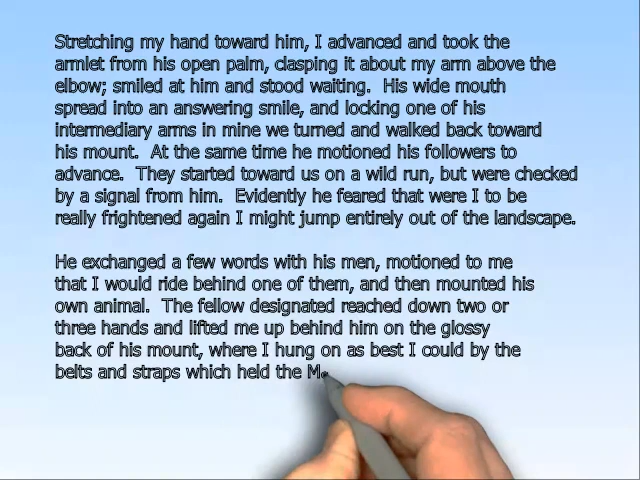 Stretching my hand toward him, I advanced and took the
armlet from his open palm, clasping it about my arm above the
elbow; smiled at him and stood waiting.  His wide mouth
spread into an answering smile, and locking one of his
intermediary arms in mine we turned and walked back toward
his mount.  At the same time he motioned his followers to
advance.  They started toward us on a wild run, but were checked
by a signal from him.  Evidently he feared that were I to be
really frightened again I might jump entirely out of the landscape.
He exchanged a few words with his men, motioned to me
that I would ride behind one of them, and then mounted his
own animal.  The fellow designated reached down two or
three hands and lifted me up behind him on the glossy
back of his mount, where I hung on as best I could by the
belts and straps which held the M